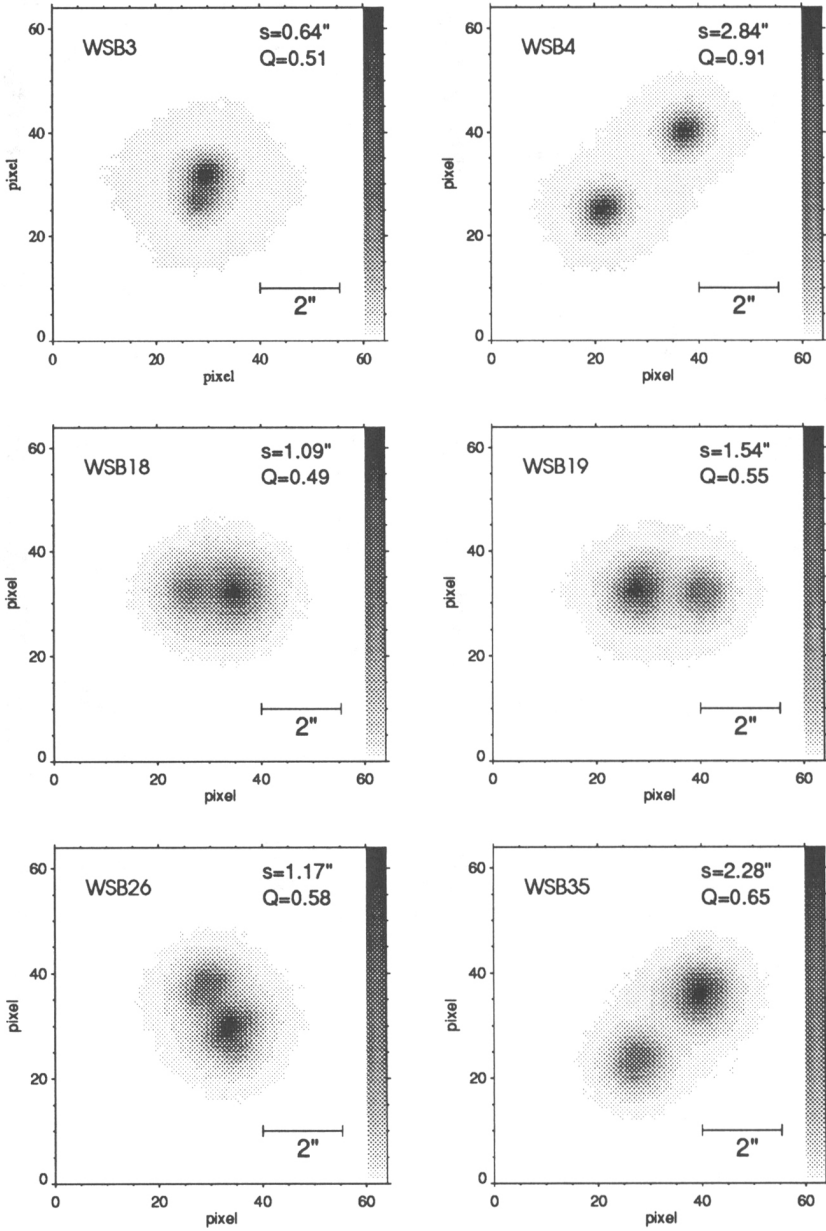 WSB3
s=0.64"
Q=0.51
60
40
20
0
pixel
2"
0
20
40
60
pixel
WSB4
s=2.84"
Q=0.91
60
40
20
0
pixel
2"
0
20
40
60
pixel
WSB18
s=1.09"
Q=0.49
60
40
20
0
pixel
2"
0
20
40
60
pixel
WSB19
s=1.54"
Q=0.55
60
40
20
0
pixel
2"
0
20
40
60
pixel
WSB26
s=1.17"
Q=0.58
60
40
20
0
pixel
2"
0
20
40
60
pixel
WSB35
s=2.28"
Q=0.65
60
40
20
0
pixel
2"
0
20
40
60
pixel